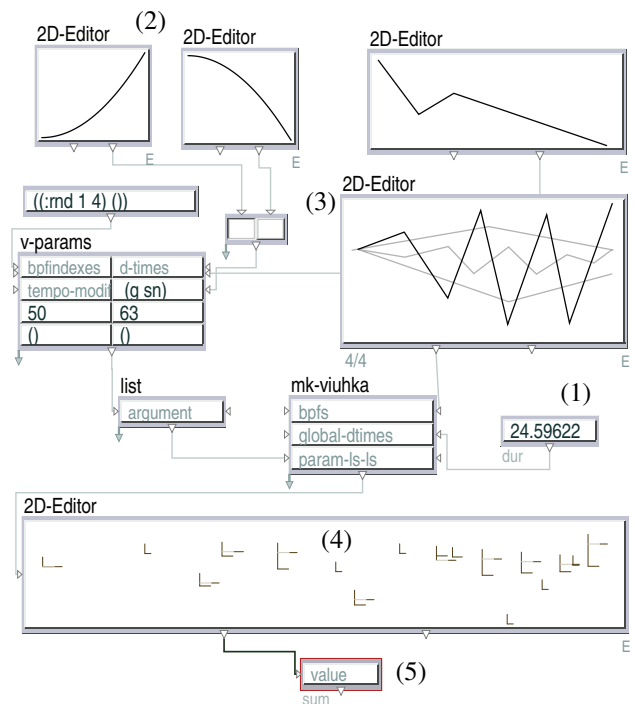 2D-Editor (2)
2D-Editor
2D-Editor
E
E
E
((:rnd 1 4) ())
(3)
2D-Editor
v-params
bpfindexes d-times
tempo-modif (g sn)
50 63
() ()
4/4
E
list
argument
mk-viuhka
bpfs
global-dtimes
param-ls-ls
(1)
24.59622
dur
2D-Editor
(4)
E
value
(5)
sum